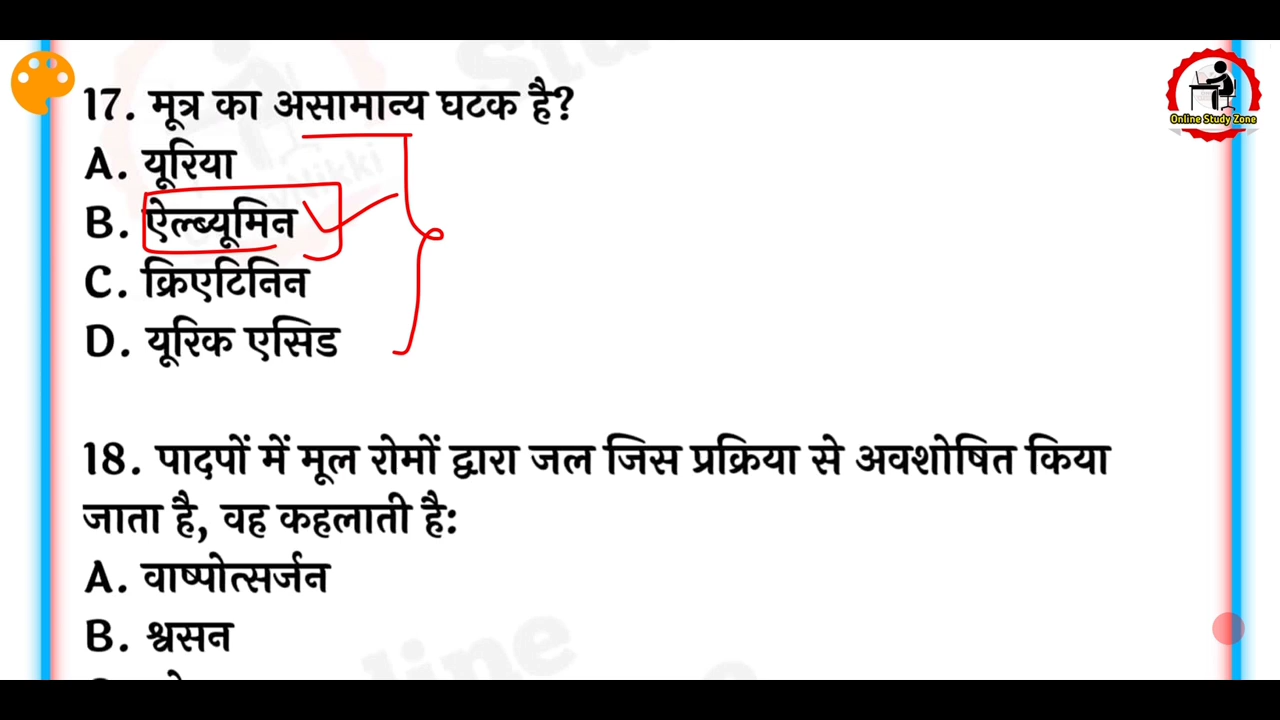 17. मूत्र का असामान्य घटक है?
A. यूरिया
B. ऐल्ब्यूमिन
C. क्रिएटिनिन
D. यूरिक एसिड
18. पादपों में मूल रोमों द्वारा जल जिस प्रक्रिया से अवशोषित किया
जाता है, वह कहलाती है:
A. वाष्पोत्सर्जन
B. श्वसन
Online Study Zone